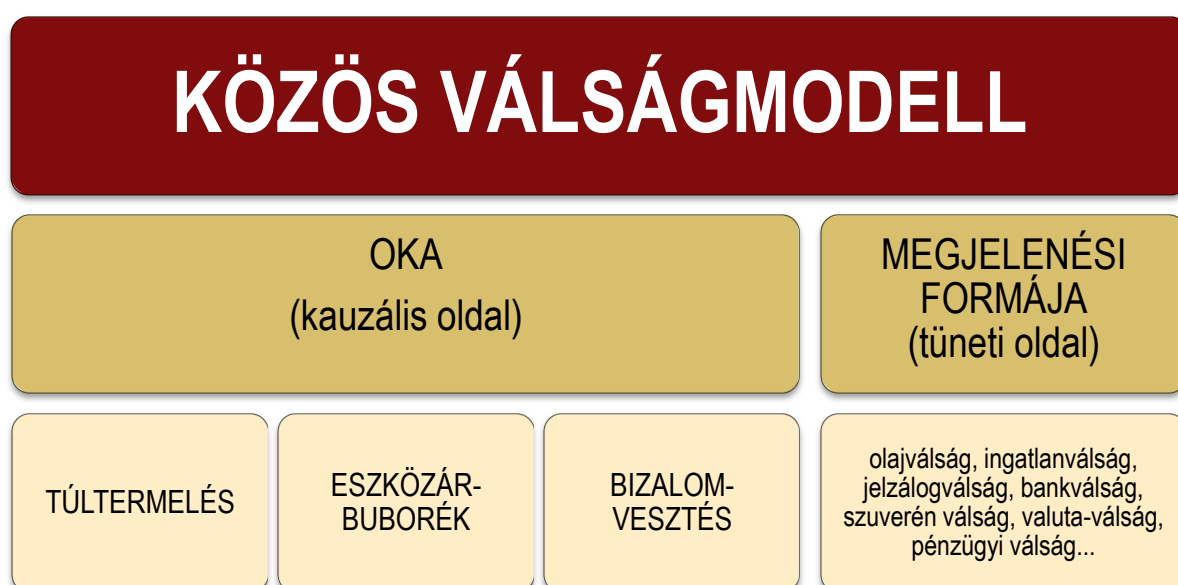 KÖZÖS VÁLSÁGMODELL
OKA
(kauzális oldal)
MEGJELENÉSI
FORMÁJA
(tüneti oldal)
TÚLTERMELÉS
ESZKÖZÁR-
BUBORÉK
BIZALOM-
VESZTÉS
olajválság, ingatlanválság,
jelzálogválság, bankválság,
szuverén válság, valuta-válság,
pénzügyi válság...